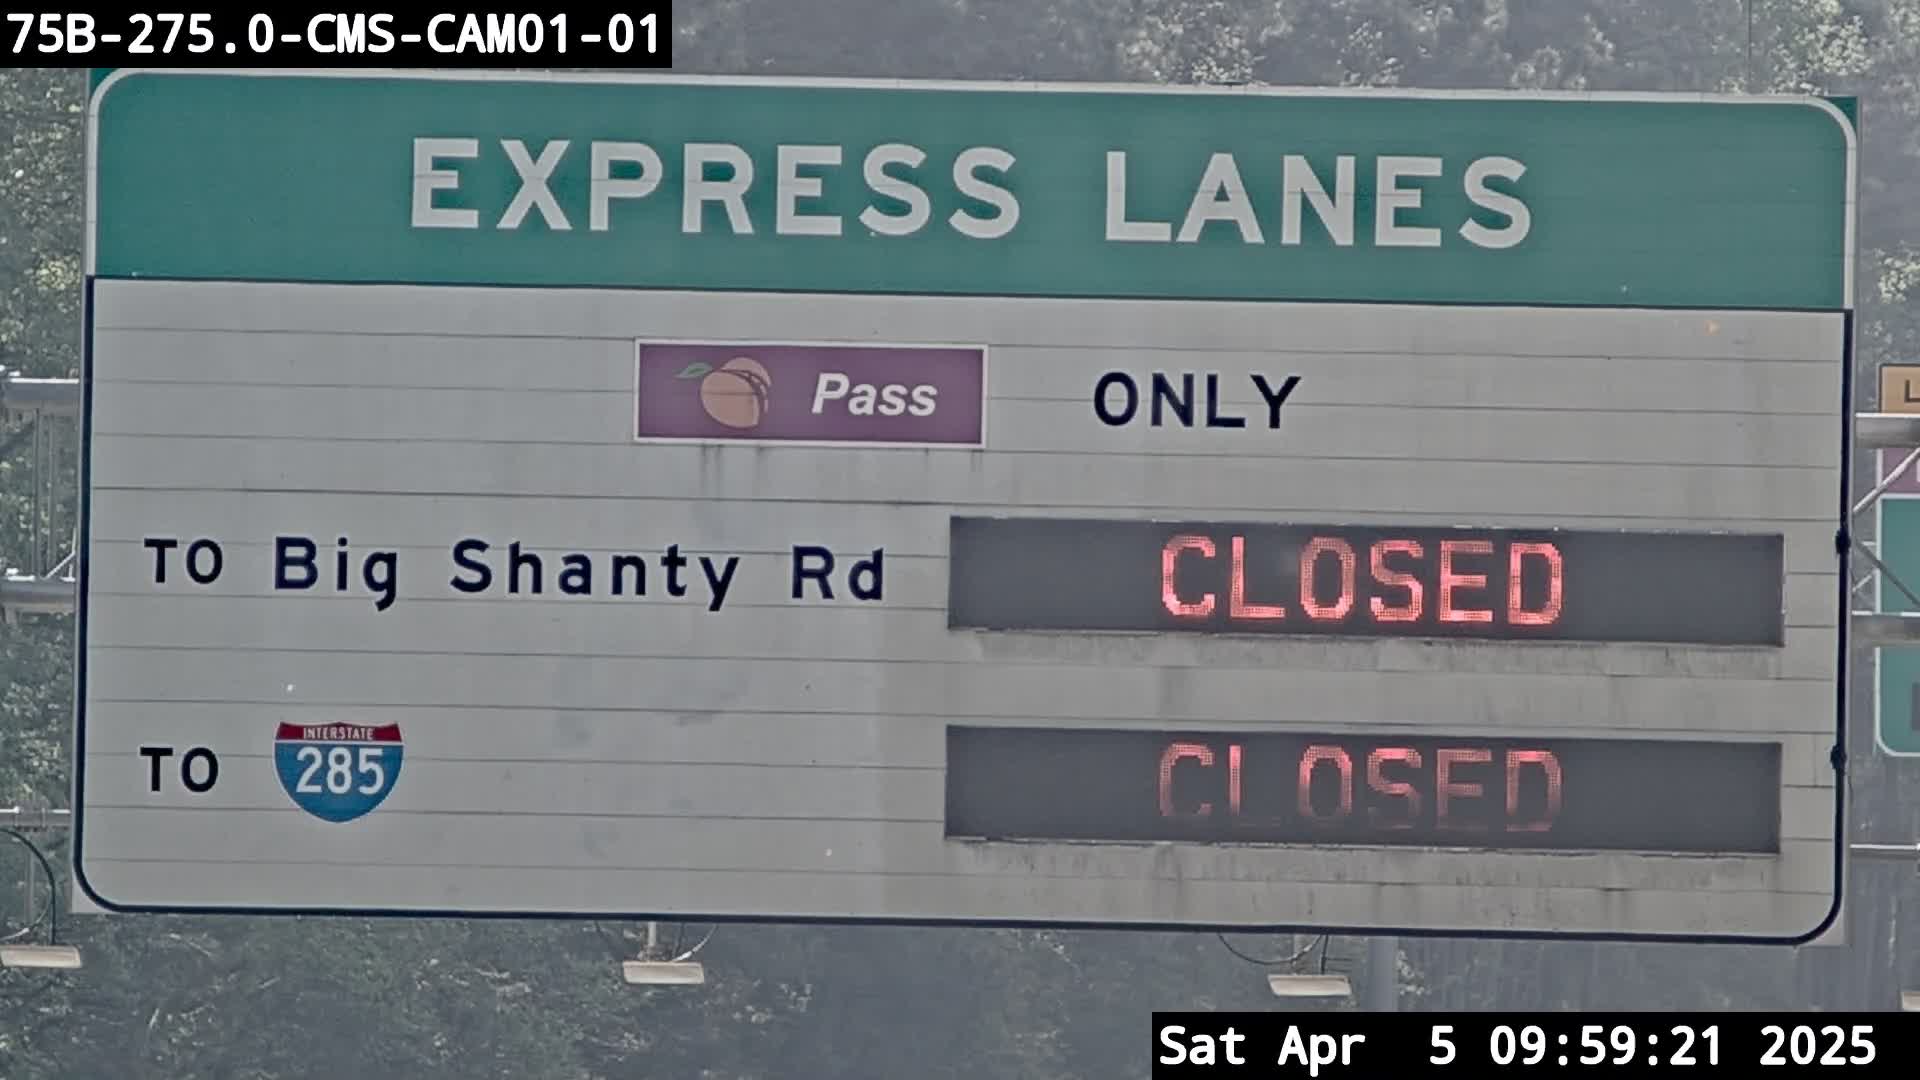 75B-275.0-CMS-CAM01-01
EXPRESS LANES
Pass ONLY
TO Big Shanty Rd CLOSED
TO INTERSTATE 285 CLOSED
Sat Apr 5 09:59:21 2025